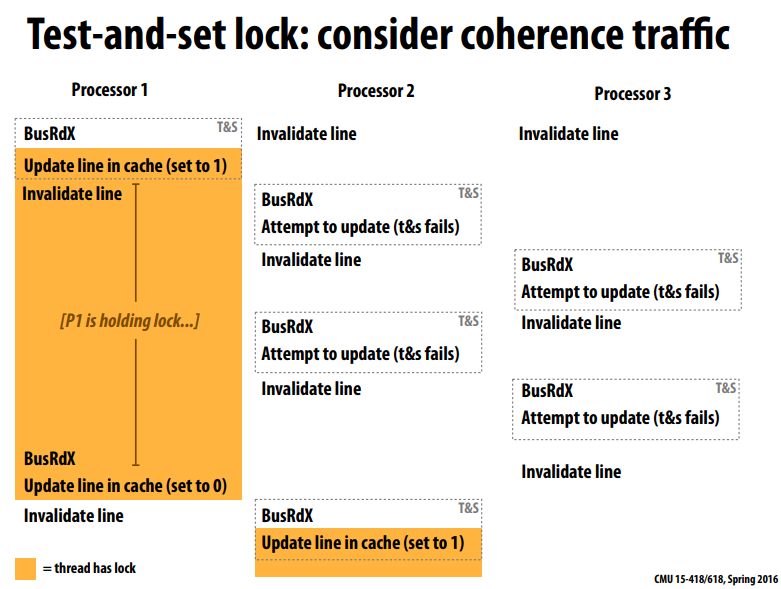 Test-and-set lock: consider coherence traffic
Processor 1
Processor 2
Processor 3
BusRdX
T&S
Update line in cache (set to 1)
Invalidate line
[P1 is holding lock...]
BusRdX
Update line in cache (set to 0)
Invalidate line
Invalidate line
BusRdX
T&S
Attempt to update (t&s fails)
Invalidate line
BusRdX
T&S
Attempt to update (t&s fails)
Invalidate line
BusRdX
T&S
Update line in cache (set to 1)
Invalidate line
BusRdX
T&S
Attempt to update (t&s fails)
Invalidate line
BusRdX
T&S
Attempt to update (t&s fails)
Invalidate line
= thread has lock
CMU 15-418/618, Spring 2016